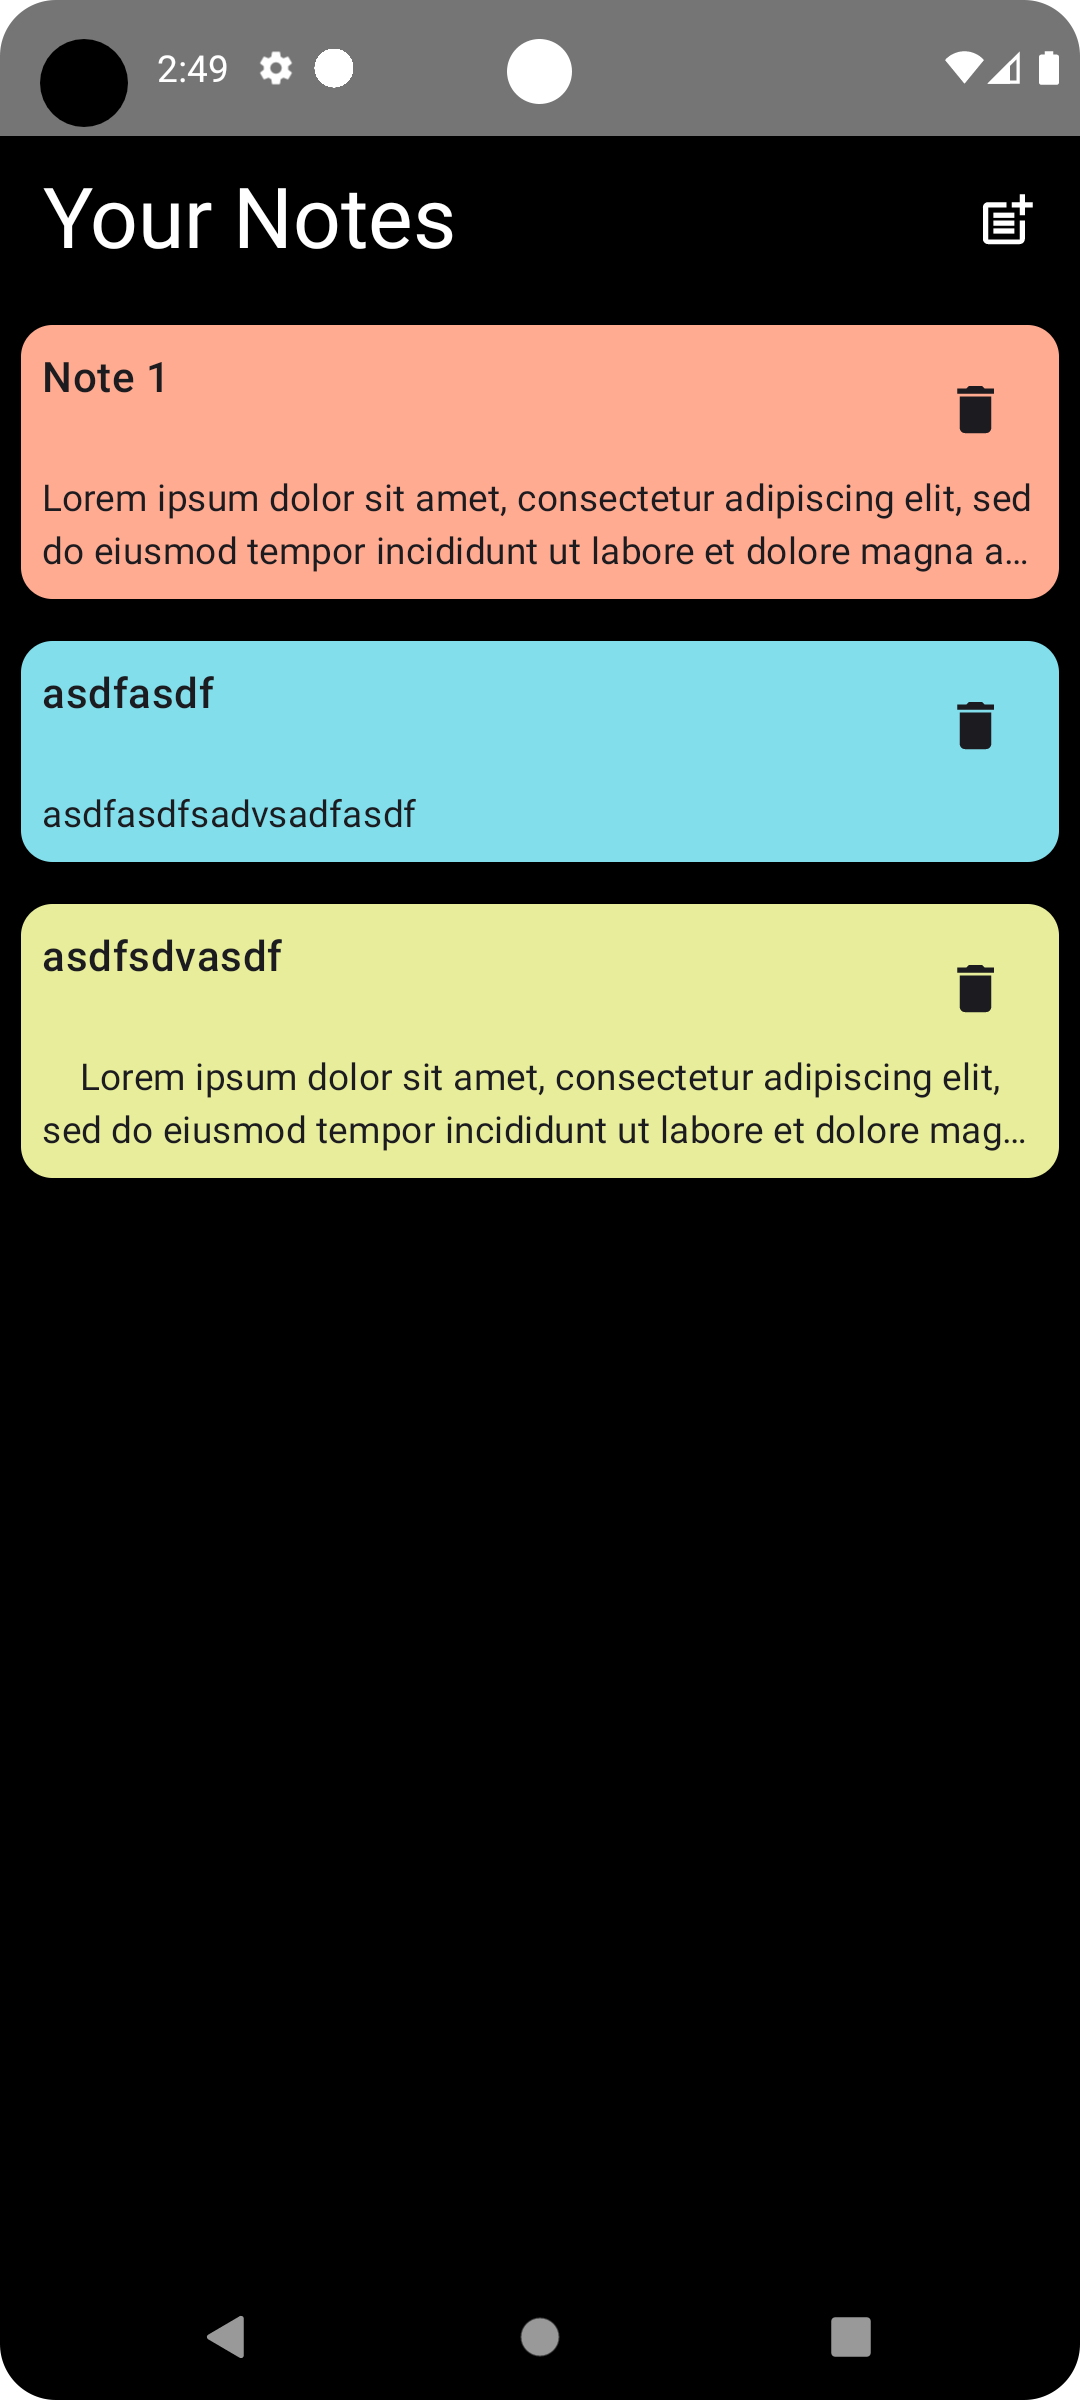 2:49
Your Notes
Note 1
Lorem ipsum dolor sit amet, consectetur adipiscing elit, sed
do eiusmod tempor incididunt ut labore et dolore magna a...
asdfasdf
asdfasdfsadvsadfasdf
asdfsdvasdf
Lorem ipsum dolor sit amet, consectetur adipiscing elit,
sed do eiusmod tempor incididunt ut labore et dolore mag...